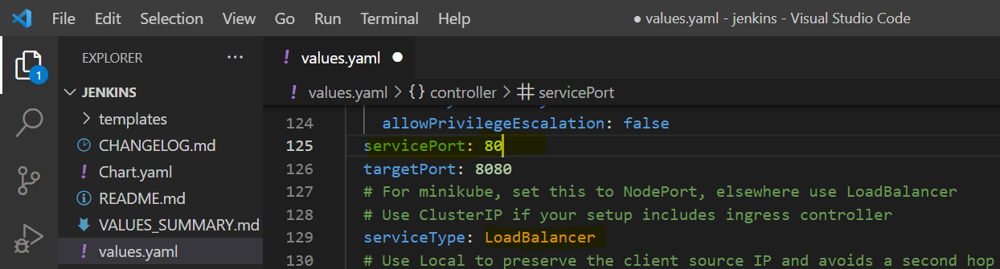 File Edit Selection View Go Run Terminal Help ● values.yaml - jenkins - Visual Studio Code
EXPLORER ···
! values.yaml ●
1
JENKINS
! values.yaml > {} controller > # servicePort
templates
124 allowPrivilegeEscalation: false
CHANGELOG.md
125 servicePort: 80
! Chart.yaml
126 targetPort: 8080
README.md
127 # For minikube, set this to NodePort, elsewhere use LoadBalancer
VALUES_SUMMARY.md
128 # Use ClusterIP if your setup includes ingress controller
! values.yaml
129 serviceType: LoadBalancer
130 # Use Local to preserve the client source IP and avoids a second hop